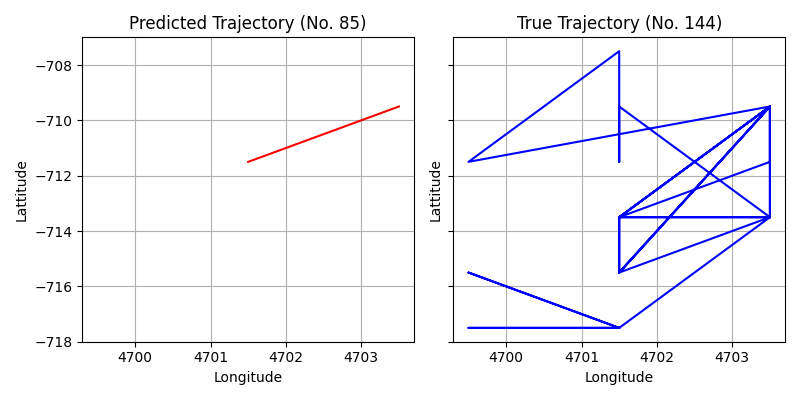 Predicted Trajectory (No. 85)
−708
−710
−712
−714
−716
−718
Lattitude
4700 4701 4702 4703
Longitude
True Trajectory (No. 144)
Lattitude
4700 4701 4702 4703
Longitude